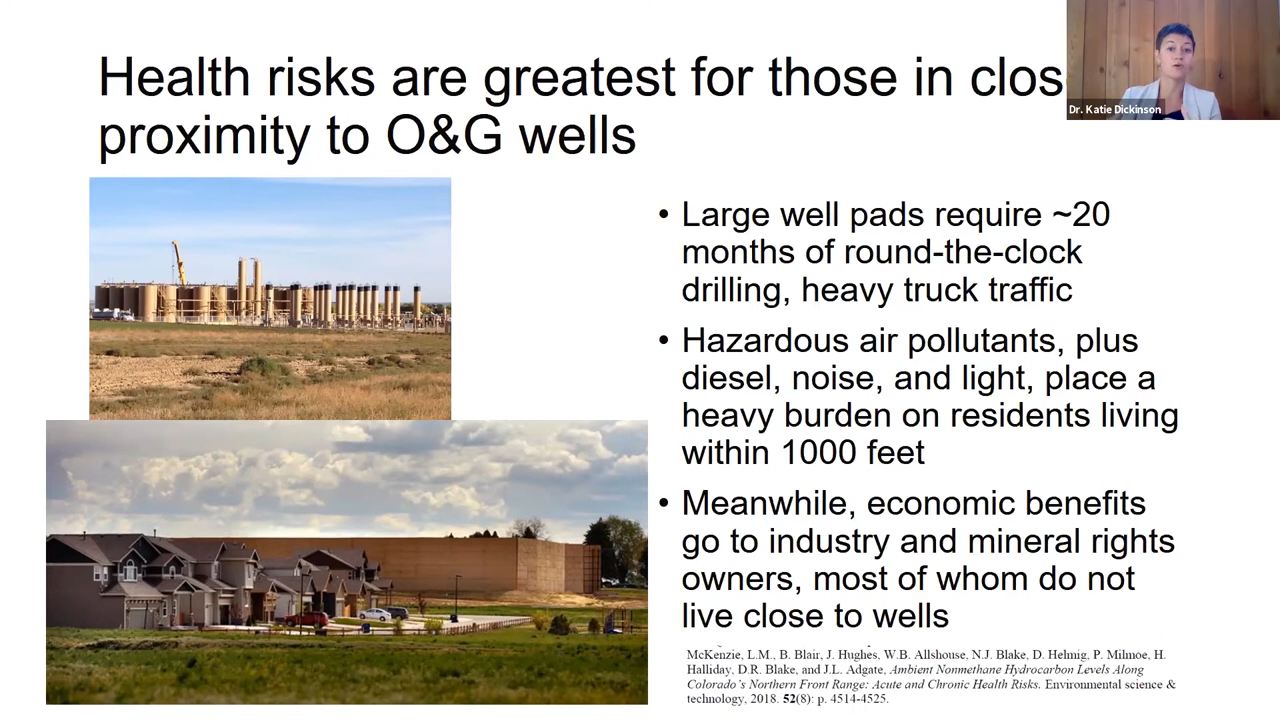 Health risks are greatest for those in clos
proximity to O&G wells
Dr. Katie Dickinson
• Large well pads require ~20
months of round-the-clock
drilling, heavy truck traffic
• Hazardous air pollutants, plus
diesel, noise, and light, place a
heavy burden on residents living
within 1000 feet
• Meanwhile, economic benefits
go to industry and mineral rights
owners, most of whom do not
live close to wells
McKenzie, L.M., B. Blair, J. Hughes, W.B. Allshouse, N.J. Blake, D. Helmig, P. Milmoe, H.
Halliday, D.R. Blake, and J.L. Adgate, Ambient Nonmethane Hydrocarbon Levels Along
Colorado's Northern Front Range: Acute and Chronic Health Risks. Environmental science &
technology, 2018. 52(8): p. 4514-4525.